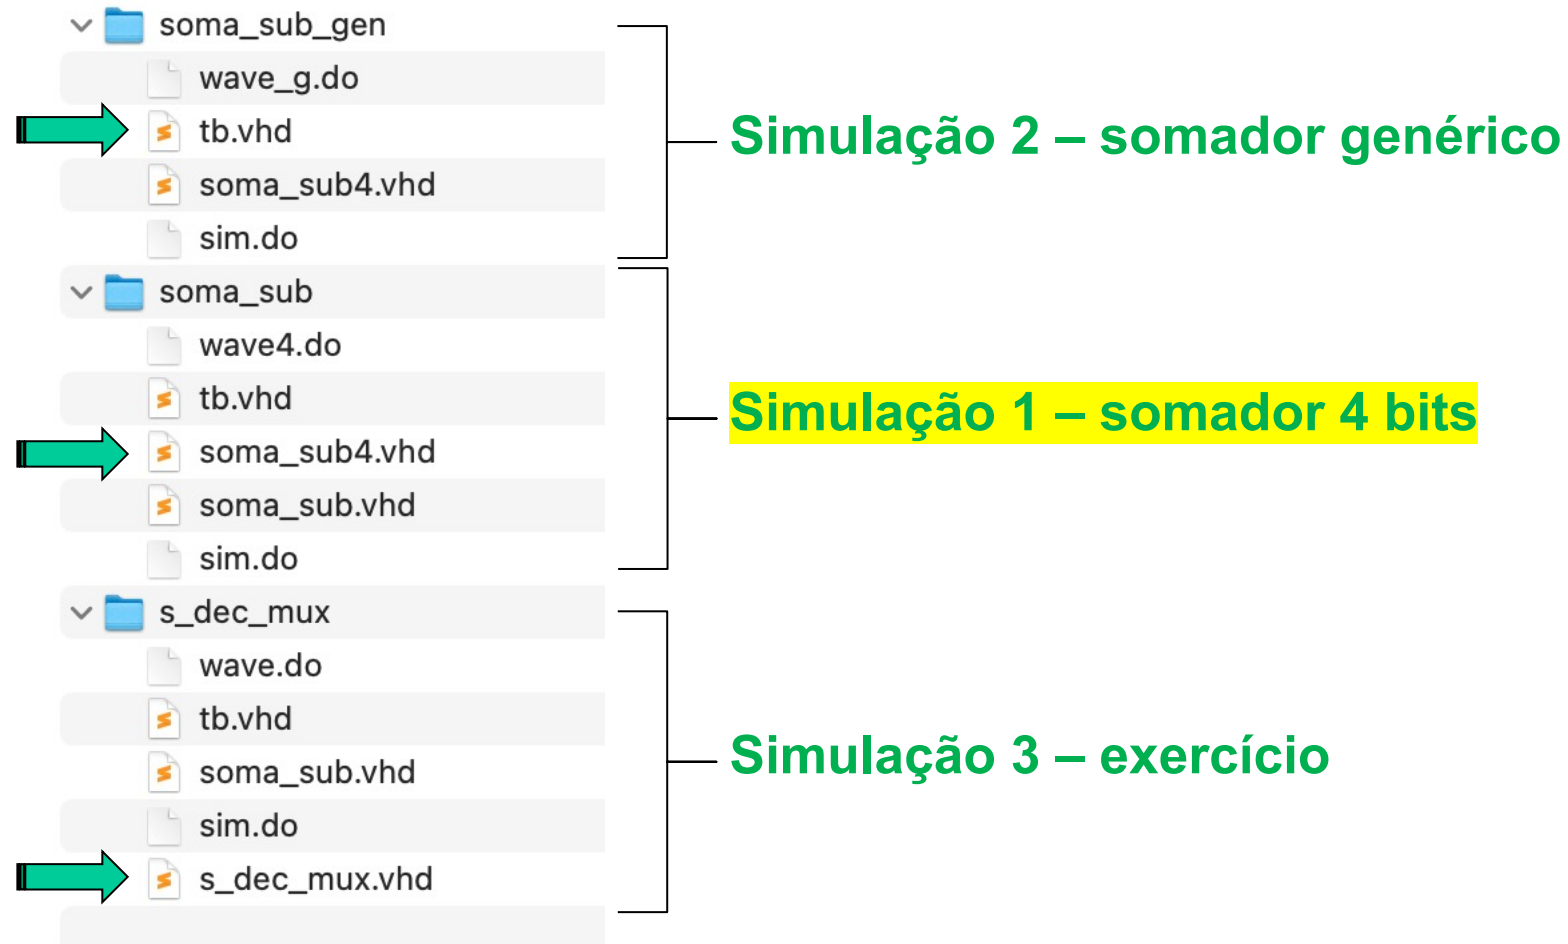 soma_sub_gen
wave_g.do
tb.vhd
soma_sub4.vhd
sim.do
Simulação 2 – somador genérico
soma_sub
wave4.do
tb.vhd
soma_sub4.vhd
soma_sub.vhd
sim.do
Simulação 1 – somador 4 bits
s_dec_mux
wave.do
tb.vhd
soma_sub.vhd
sim.do
s_dec_mux.vhd
Simulação 3 – exercício